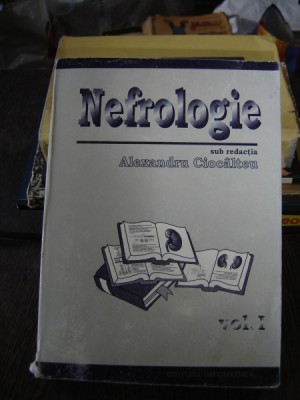 Nefrologie
sub redacția
Alexandru Ciocâlteu
vol. I